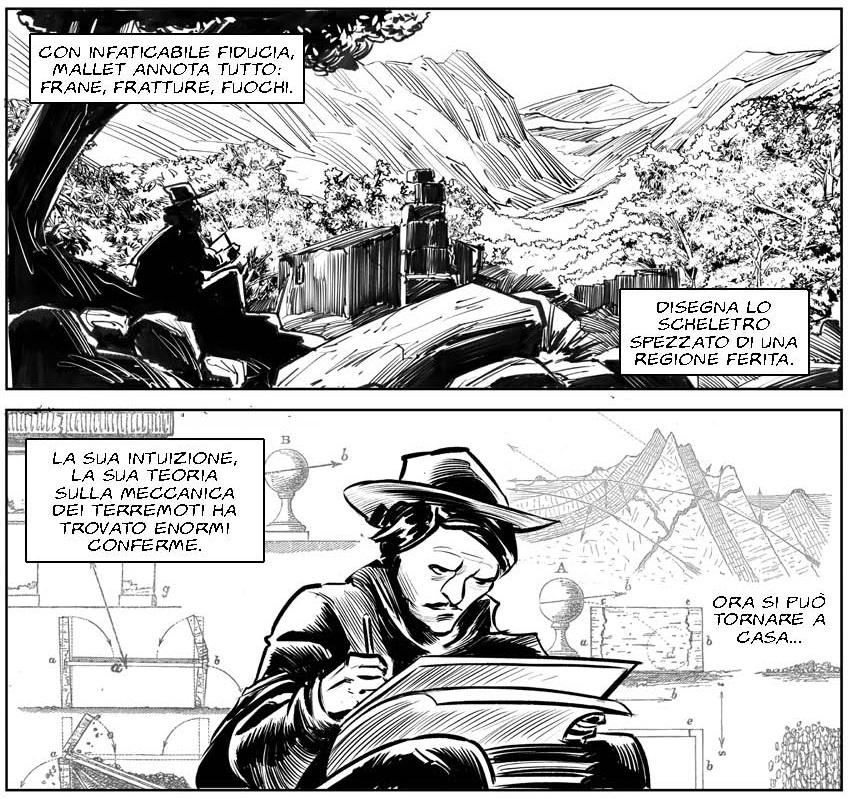 CON INFATICABILE FIDUCIA,
MALLET ANNOTA TUTTO:
FRANE, FRATTURE, FUOCHI.
DISEGNA LO
SCHELETRO
SPEZZATO DI UNA
REGIONE FERITA.
LA SUA INTUIZIONE,
LA SUA TEORIA
SULLA MECCANICA
DEI TERREMOTI HA
TROVATO ENORMI
CONFERME.
B
b
g
A
b
c
e
a
b
ORA SI PUÒ
TORNARE A
CASA...
a
a
b
b
e
s
a
b
b